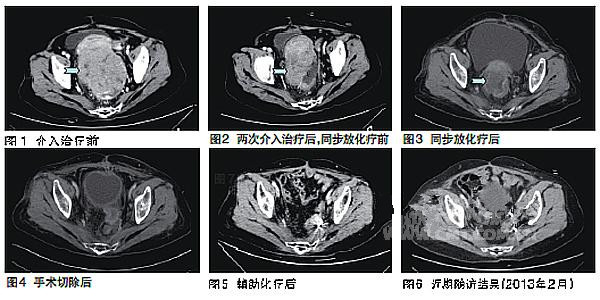 图1 介入治疗前
图2 两次介入治疗后,同步放化疗前
图3 同步放化疗后
图4 手术切除后
图5 辅助化疗后
图6 近期随访结果(2013年2月)